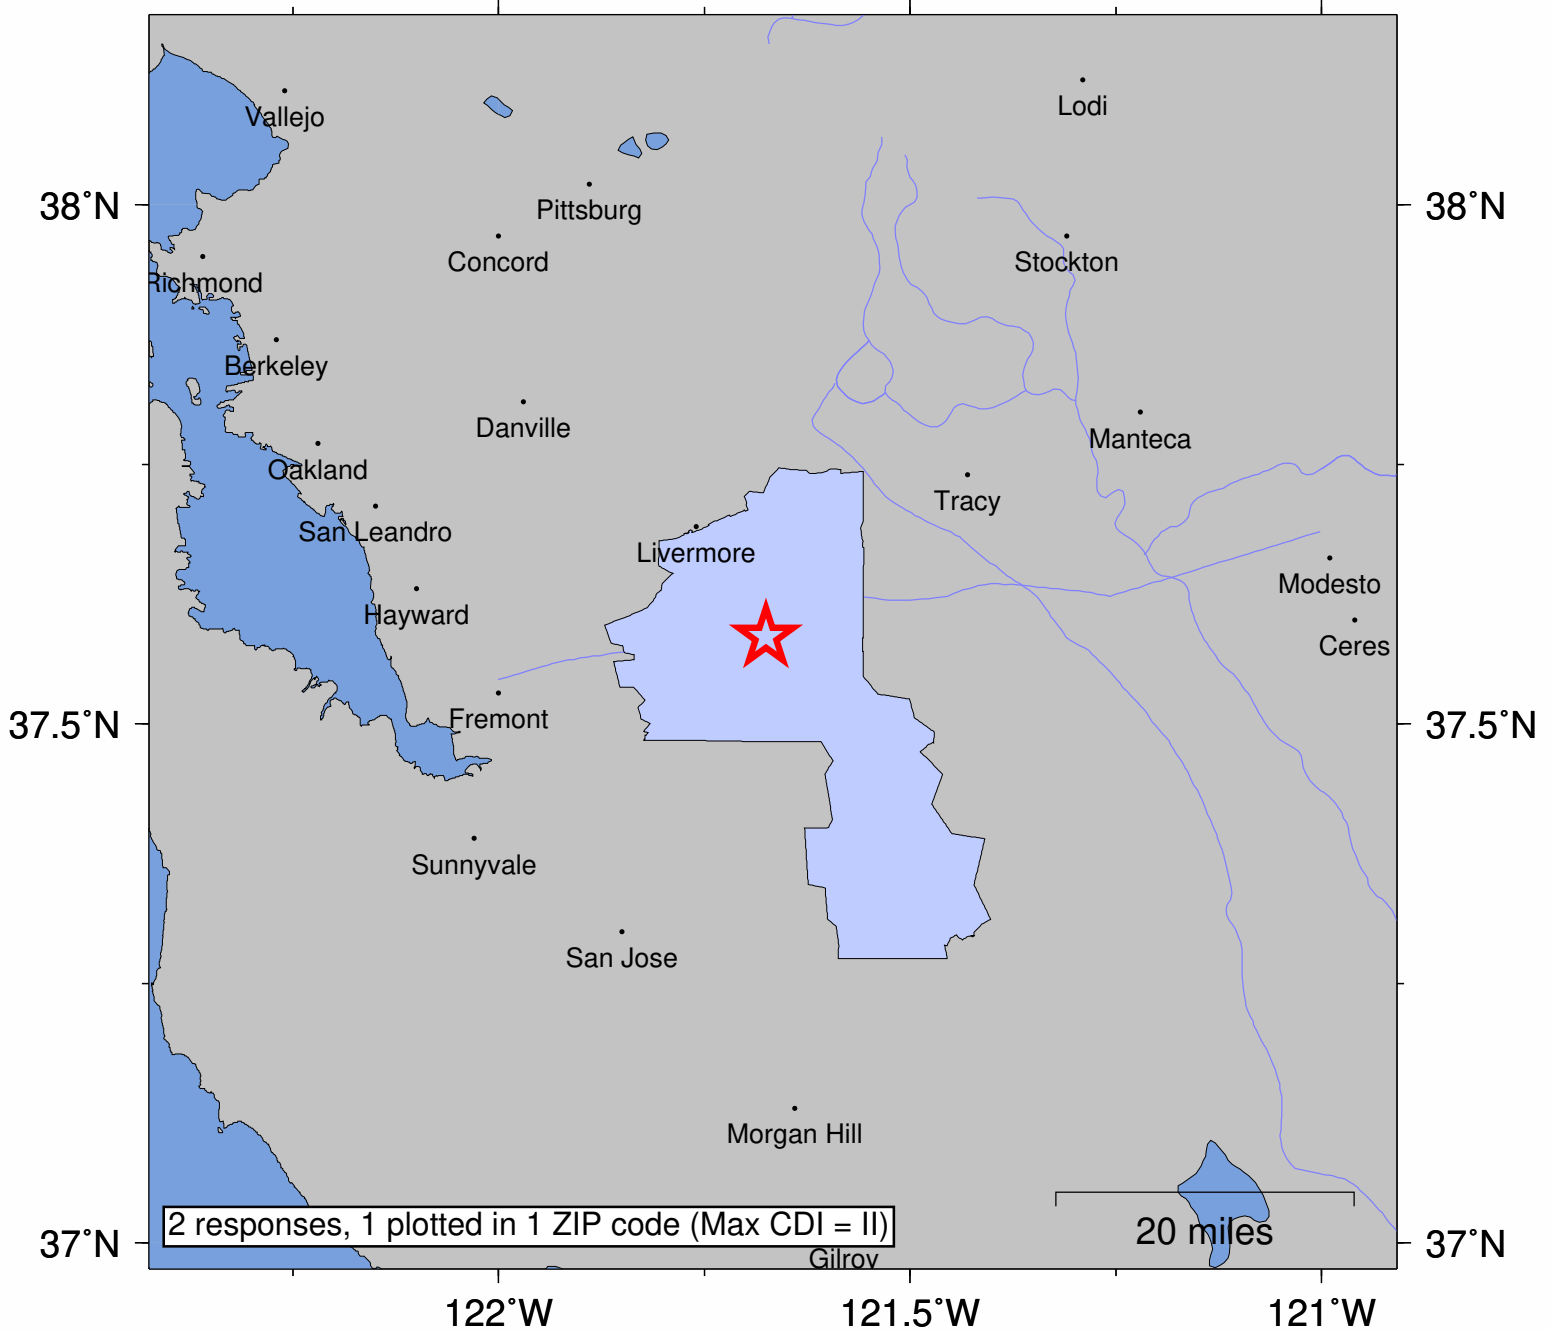 Vallejo
Lodi
Pittsburg
38°N
38°N
Concord
Stockton
Richmond
Berkeley
Danville
Manteca
Oakland
Tracy
San Leandro
Livermore
Modesto
Hayward
Ceres
Fremont
37.5°N
37.5°N
Sunnyvale
San Jose
Morgan Hill
2 responses, 1 plotted in 1 ZIP code (Max CDI = II)
20 miles
37°N
37°N
Gilroy
122°W
121.5°W
121°W